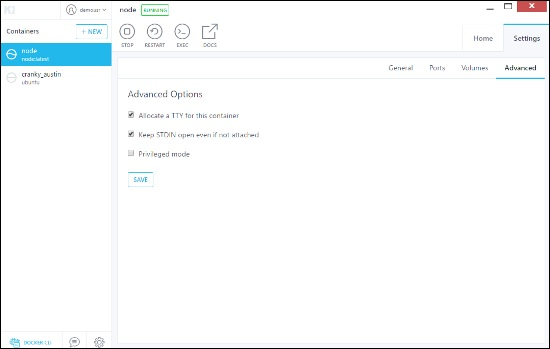 demouzr
node RUNNING
Containers
+ NEW
node
node:latest
cranky_austin
ubuntu
STOP RESTART EXEC DOCS
Home Settings
General Ports Volumes Advanced
Advanced Options
Allocate a TTY for this container
Keep STDIN open even if not attached
Privileged mode
SAVE
DOCKER CLI